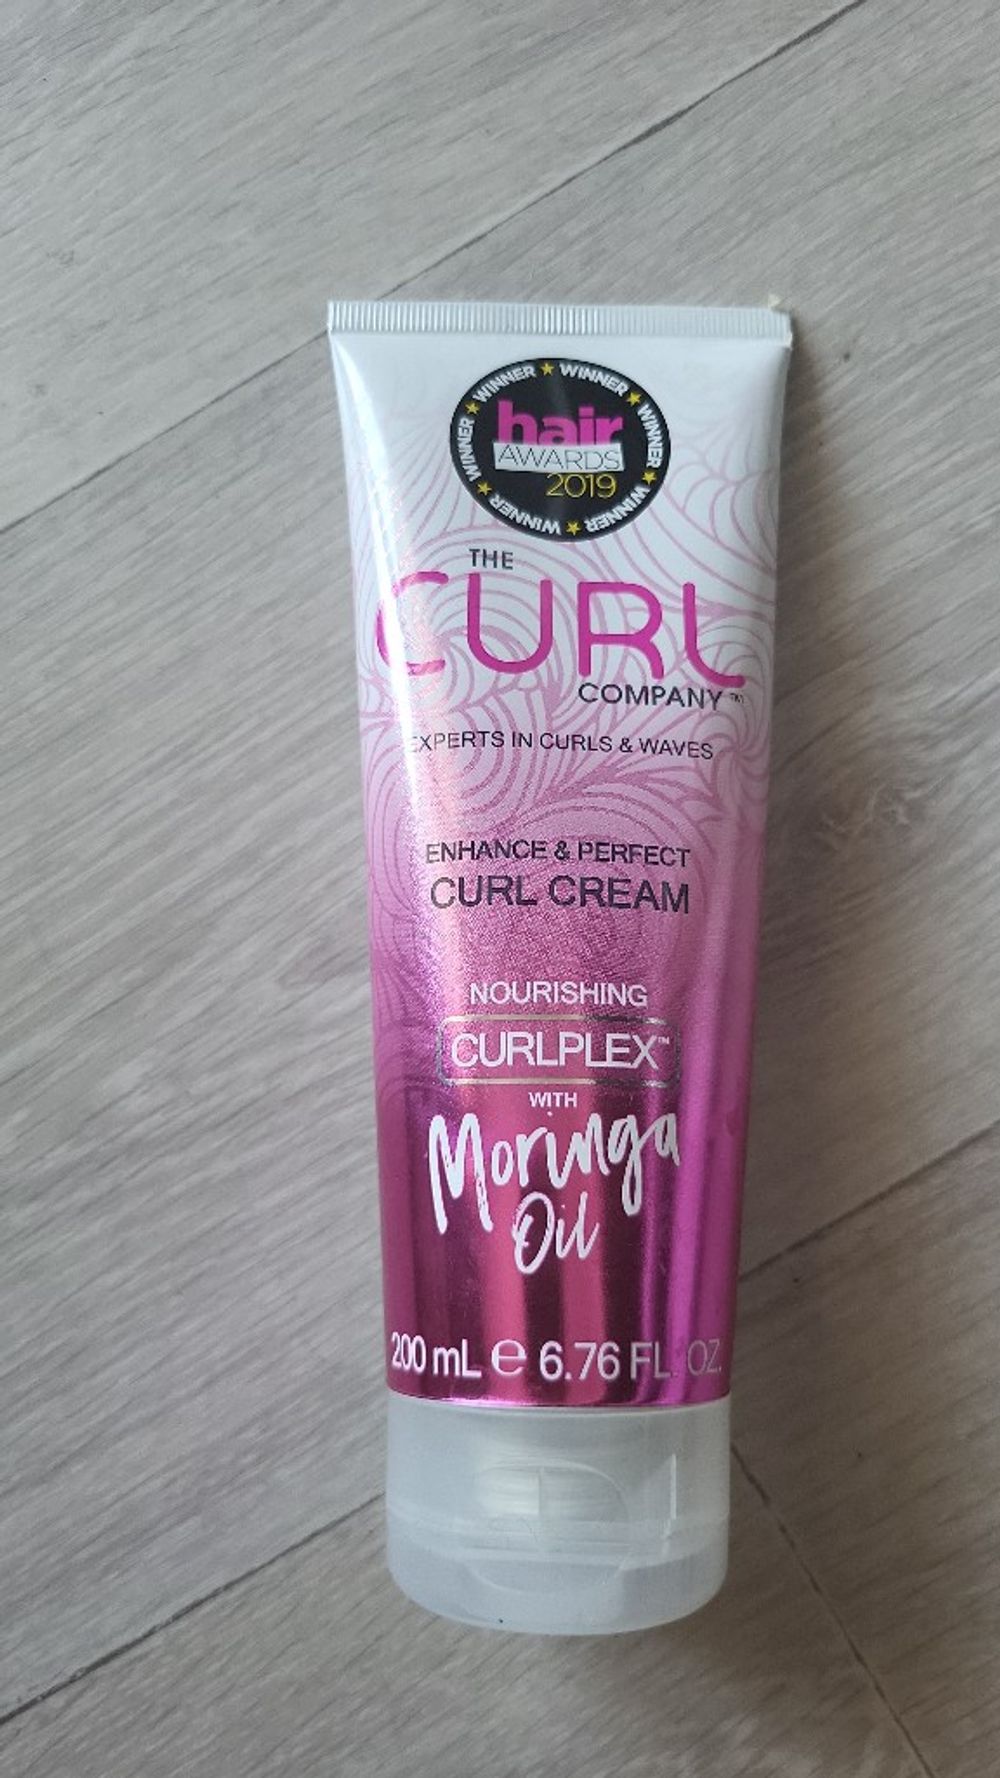 WINNER ★ WINNER ★ WINNER ★ WINNER ★ WINNER ★ WINNER ★
hair
AWARDS
2019
THE
CURL
COMPANY™
EXPERTS IN CURLS & WAVES
ENHANCE & PERFECT
CURL CREAM
NOURISHING
CURLPLEX™
WITH
Moringa
Oil
200 mL ℮ 6.76 FL. OZ.